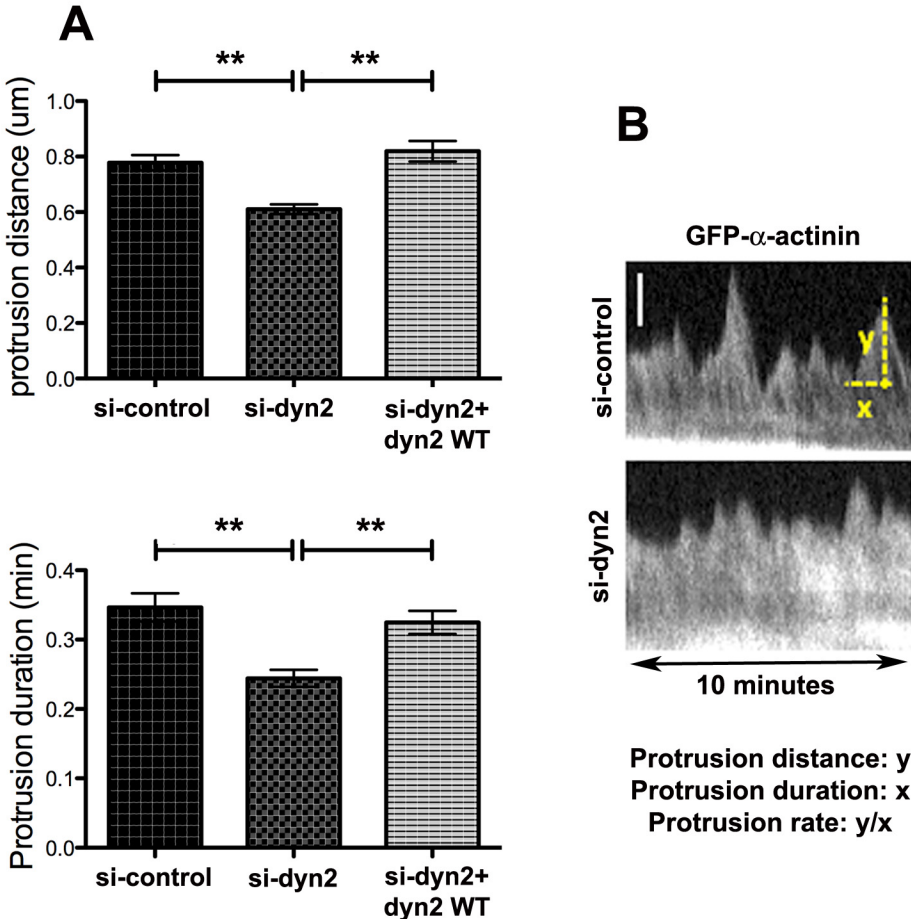 A
** **
protrusion distance (um)
1.0
0.8
0.6
0.4
0.2
0.0
si-control si-dyn2 si-dyn2+
dyn2 WT
** **
Protrusion duration (min)
0.4
0.3
0.2
0.1
0.0
si-control si-dyn2 si-dyn2+
dyn2 WT
B
GFP-α-actinin
si-control
y
x
si-dyn2
10 minutes
Protrusion distance: y
Protrusion duration: x
Protrusion rate: y/x